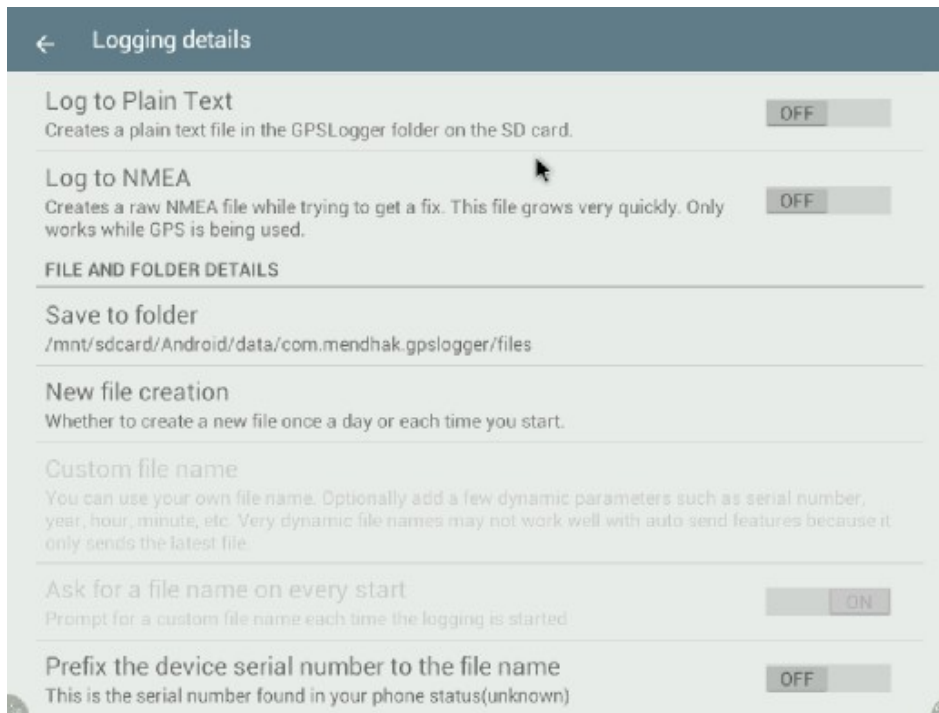 Logging details
Log to Plain Text
Creates a plain text file in the GPSLogger folder on the SD card.
OFF
Log to NMEA
Creates a raw NMEA file while trying to get a fix. This file grows very quickly. Only
works while GPS is being used.
OFF
FILE AND FOLDER DETAILS
Save to folder
/mnt/sdcard/Android/data/com.mendhak.gpslogger/files
New file creation
Whether to create a new file once a day or each time you start.
Custom file name
You can use your own file name. Optionally add a few dynamic parameters such as serial number,
year, hour, minute, etc. Very dynamic file names may not work well with auto send features because it
only sends the latest file.
Ask for a file name on every start
Prompt for a custom file name each time the logging is started
ON
Prefix the device serial number to the file name
This is the serial number found in your phone status(unknown)
OFF